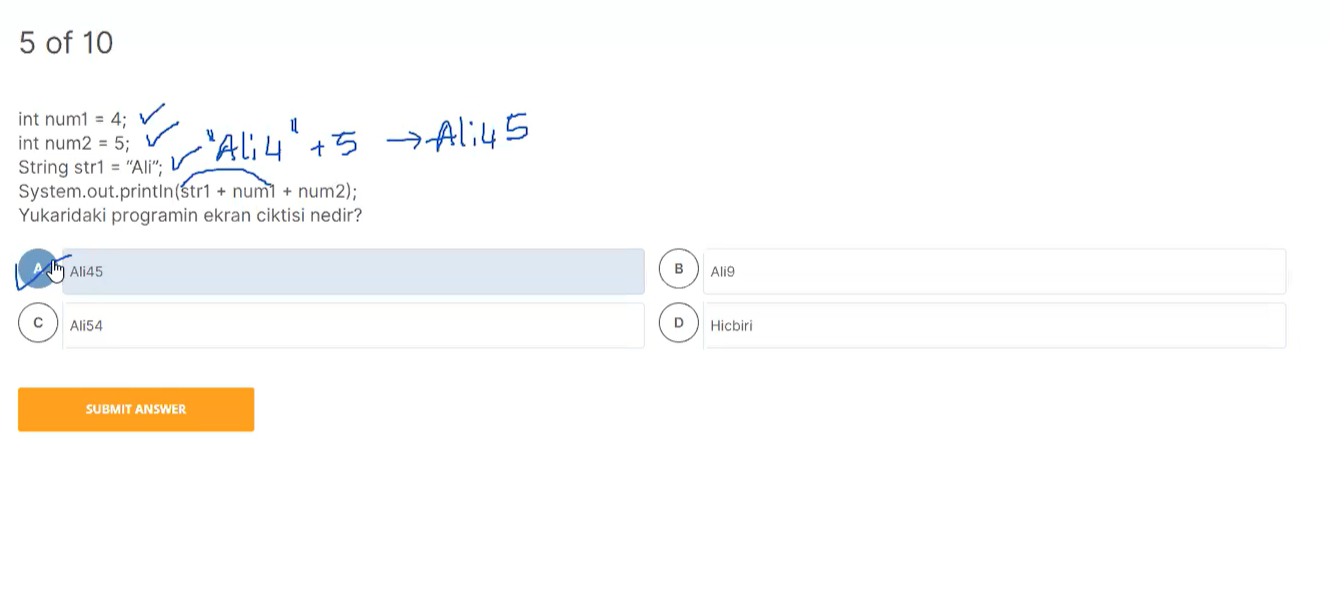 5 of 10
int num1 = 4;
int num2 = 5;
"Ali4" + 5 → Ali45
String str1 = "Ali";
System.out.println(str1 + num1 + num2);
Yukaridaki programin ekran ciktisi nedir?
A Ali45
B Ali9
C Ali54
D Hicbiri
SUBMIT ANSWER